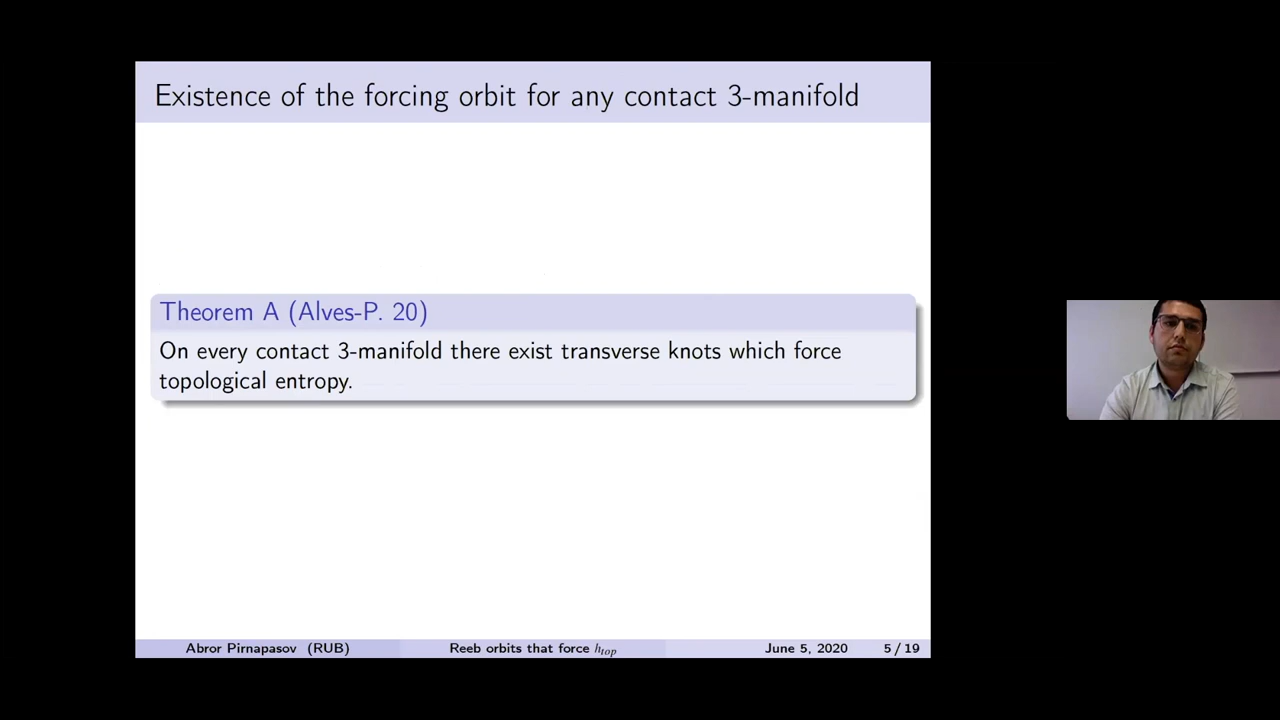 Existence of the forcing orbit for any contact 3-manifold
Theorem A (Alves-P. 20)
On every contact 3-manifold there exist transverse knots which force
topological entropy.
Abror Pirnapasov (RUB)
Reeb orbits that force h_top
June 5, 2020
5 / 19